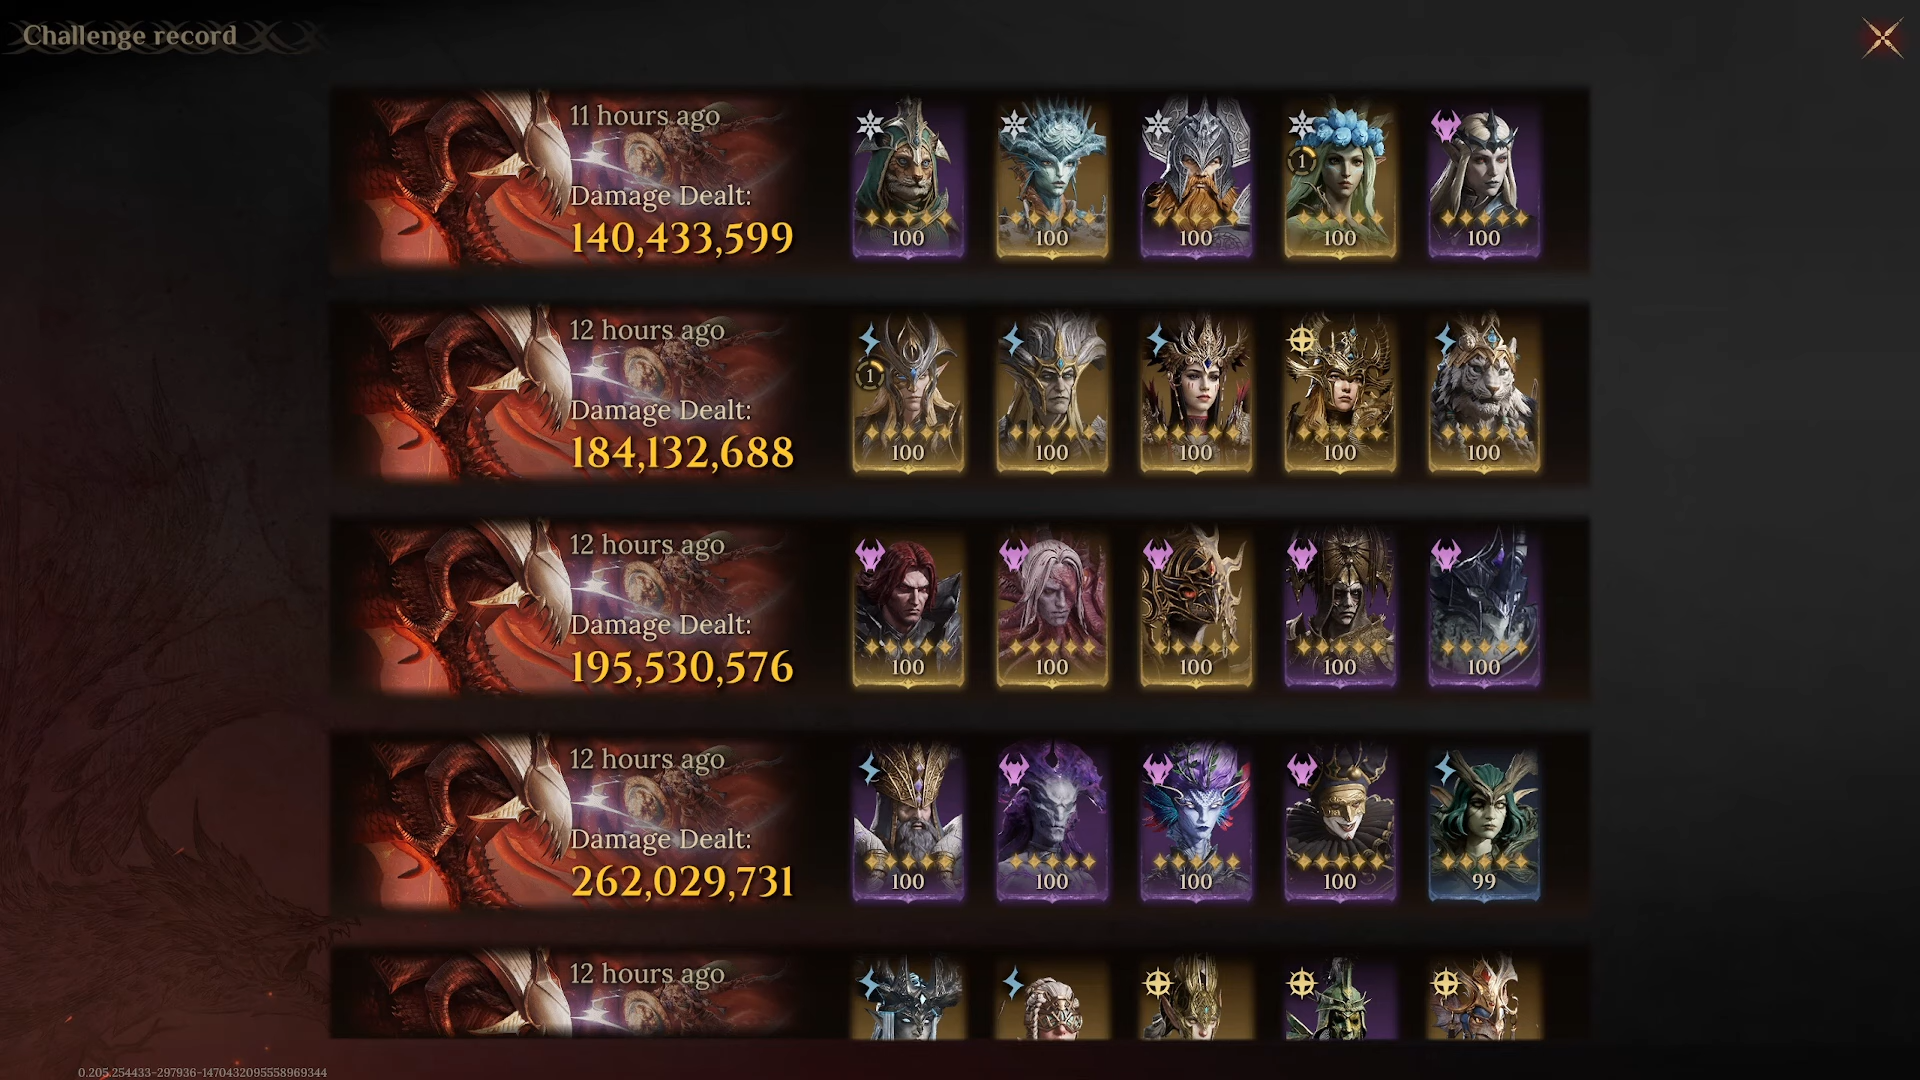 Challenge record
11 hours ago
Damage Dealt:
140,433,599
100
100
100
1
100
100
12 hours ago
Damage Dealt:
184,132,688
1
100
100
100
100
100
12 hours ago
Damage Dealt:
195,530,576
100
100
100
100
100
12 hours ago
Damage Dealt:
262,029,731
100
100
100
100
99
12 hours ago
0.205.254433-297936-1470432095558969344